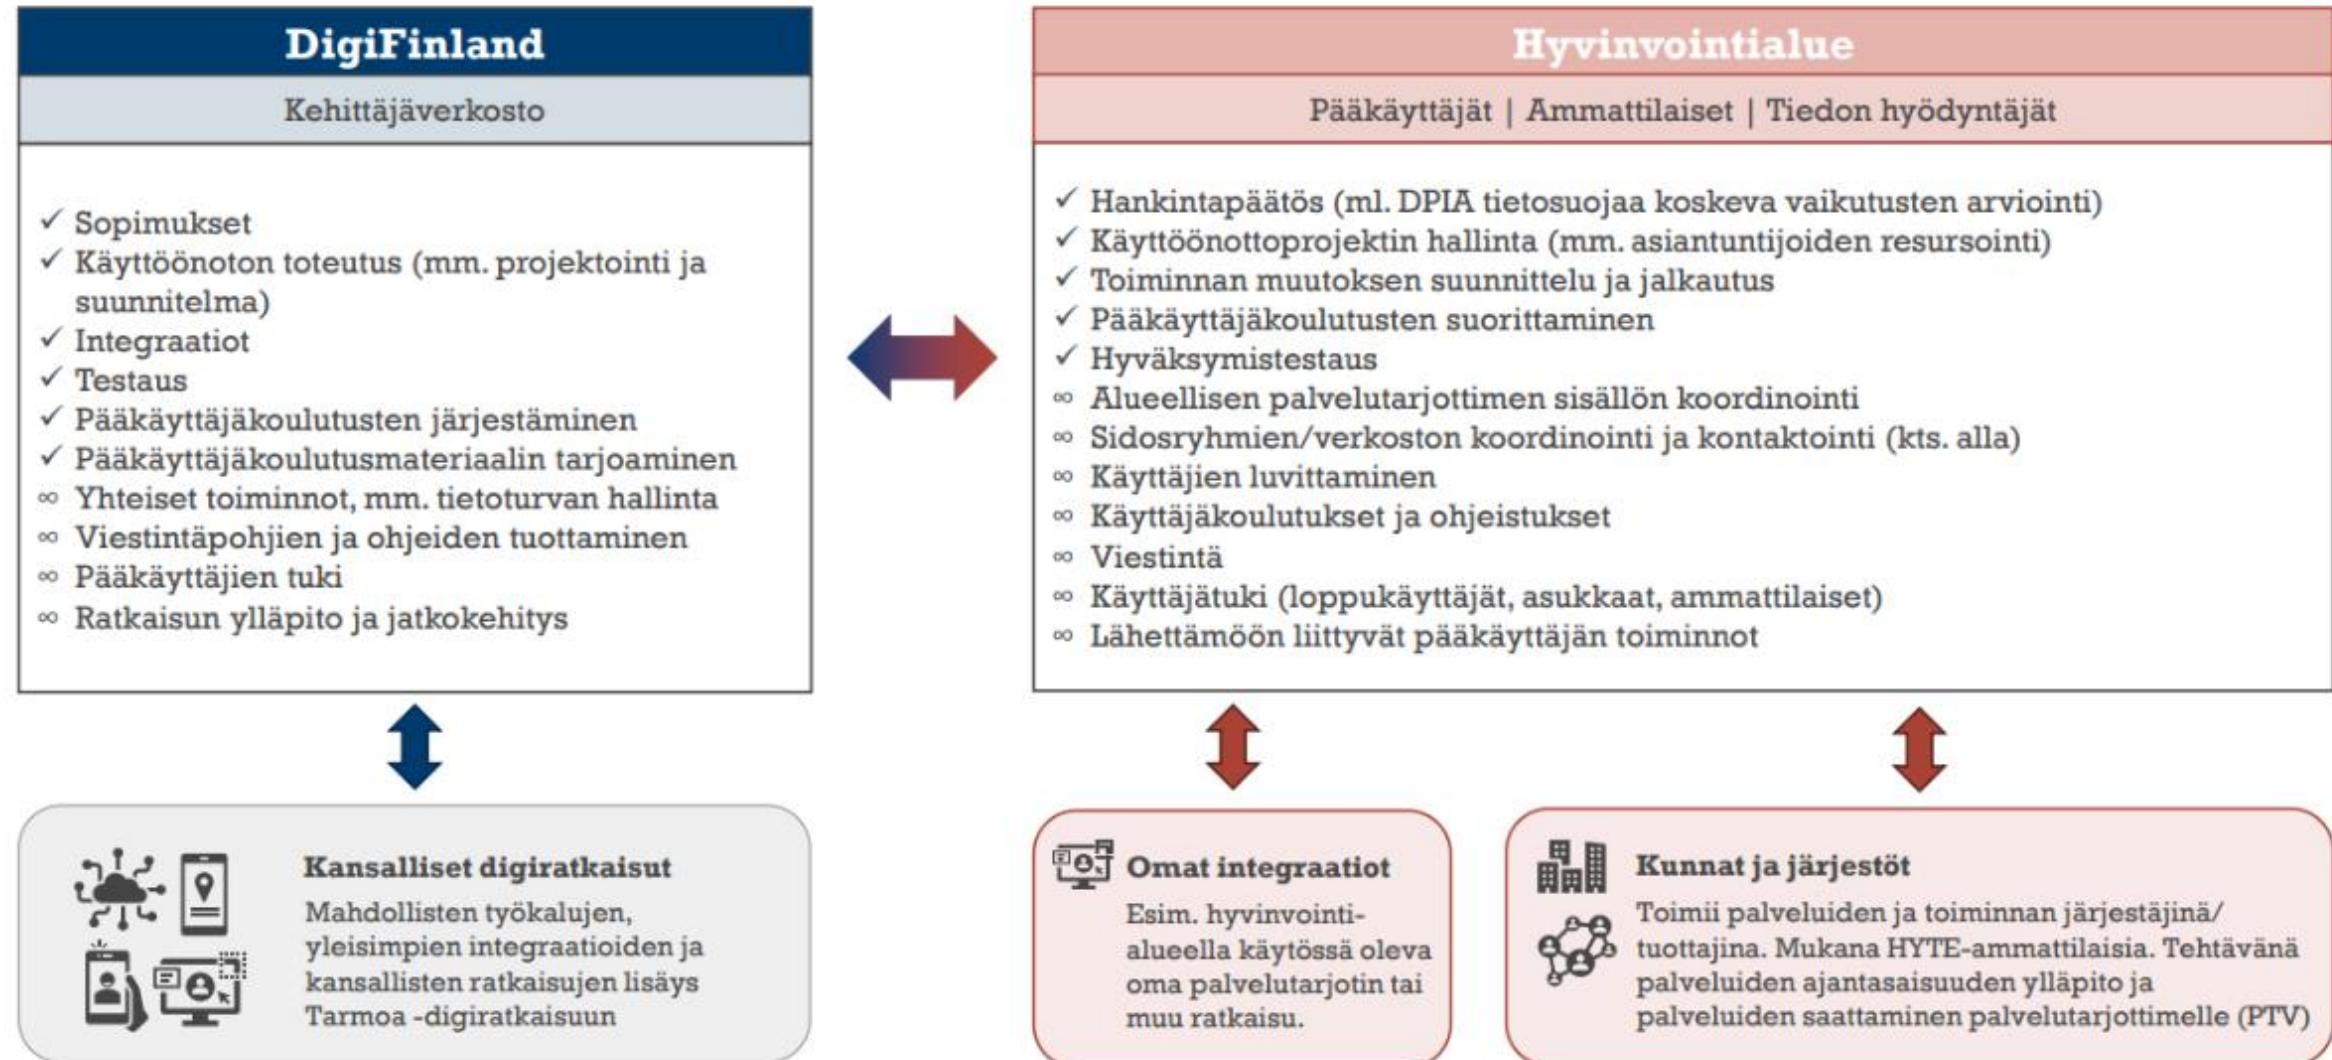 DigiFinland
Kehittäjäverkosto
✓ Sopimukset
✓ Käyttöönoton toteutus (mm. projektointi ja
suunnitelma)
✓ Integraatiot
✓ Testaus
✓ Pääkäyttäjäkoulutusten järjestäminen
✓ Pääkäyttäjäkoulutusmateriaalin tarjoaminen
∞ Yhteiset toiminnot, mm. tietoturvan hallinta
∞ Viestintäpohjien ja ohjeiden tuottaminen
∞ Pääkäyttäjien tuki
∞ Ratkaisun ylläpito ja jatkokehitys
Hyvinvointialue
Pääkäyttäjät | Ammattilaiset | Tiedon hyödyntäjät
✓ Hankintapäätös (ml. DPIA tietosuojaa koskeva vaikutusten arviointi)
✓ Käyttöönottoprojektin hallinta (mm. asiantuntijoiden resursointi)
✓ Toiminnan muutoksen suunnittelu ja jalkautus
✓ Pääkäyttäjäkoulutusten suorittaminen
✓ Hyväksymistestaus
∞ Alueellisen palvelutarjottimen sisällön koordinointi
∞ Sidosryhmien/verkoston koordinointi ja kontaktointi (kts. alla)
∞ Käyttäjien luvittaminen
∞ Käyttäjäkoulutukset ja ohjeistukset
∞ Viestintä
∞ Käyttäjätuki (loppukäyttäjät, asukkaat, ammattilaiset)
∞ Lähettämöön liittyvät pääkäyttäjän toiminnot
Kansalliset digiratkaisut
Mahdollisten työkalujen,
yleisimpien integraatioiden ja
kansallisten ratkaisujen lisäys
Tarmoa -digiratkaisuun
Omat integraatiot
Esim. hyvinvointi-
alueella käytössä oleva
oma palvelutarjotin tai
muu ratkaisu.
Kunnat ja järjestöt
Toimii palveluiden ja toiminnan järjestäjinä/
tuottajina. Mukana HYTE-ammattilaisia. Tehtävänä
palveluiden ajantasaisuuden ylläpito ja
palveluiden saattaminen palvelutarjottimelle (PTV)